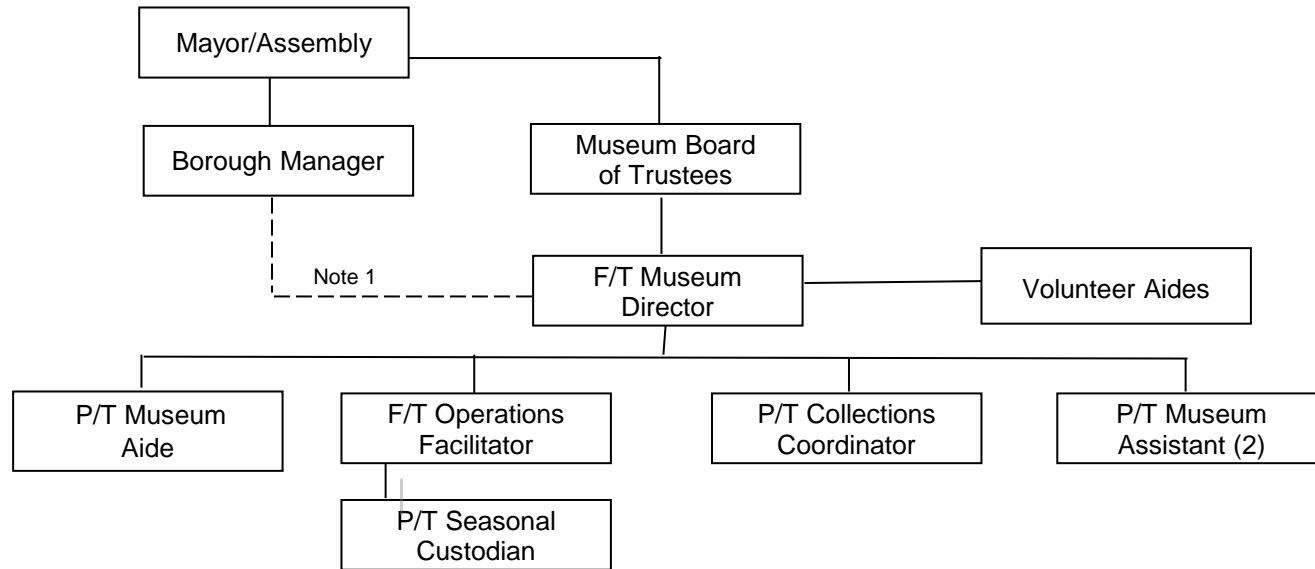 Mayor/Assembly
Borough Manager
Museum Board
of Trustees
Note 1
F/T Museum
Director
Volunteer Aides
P/T Museum
Aide
F/T Operations
Facilitator
P/T Collections
Coordinator
P/T Museum
Assistant (2)
P/T Seasonal
Custodian